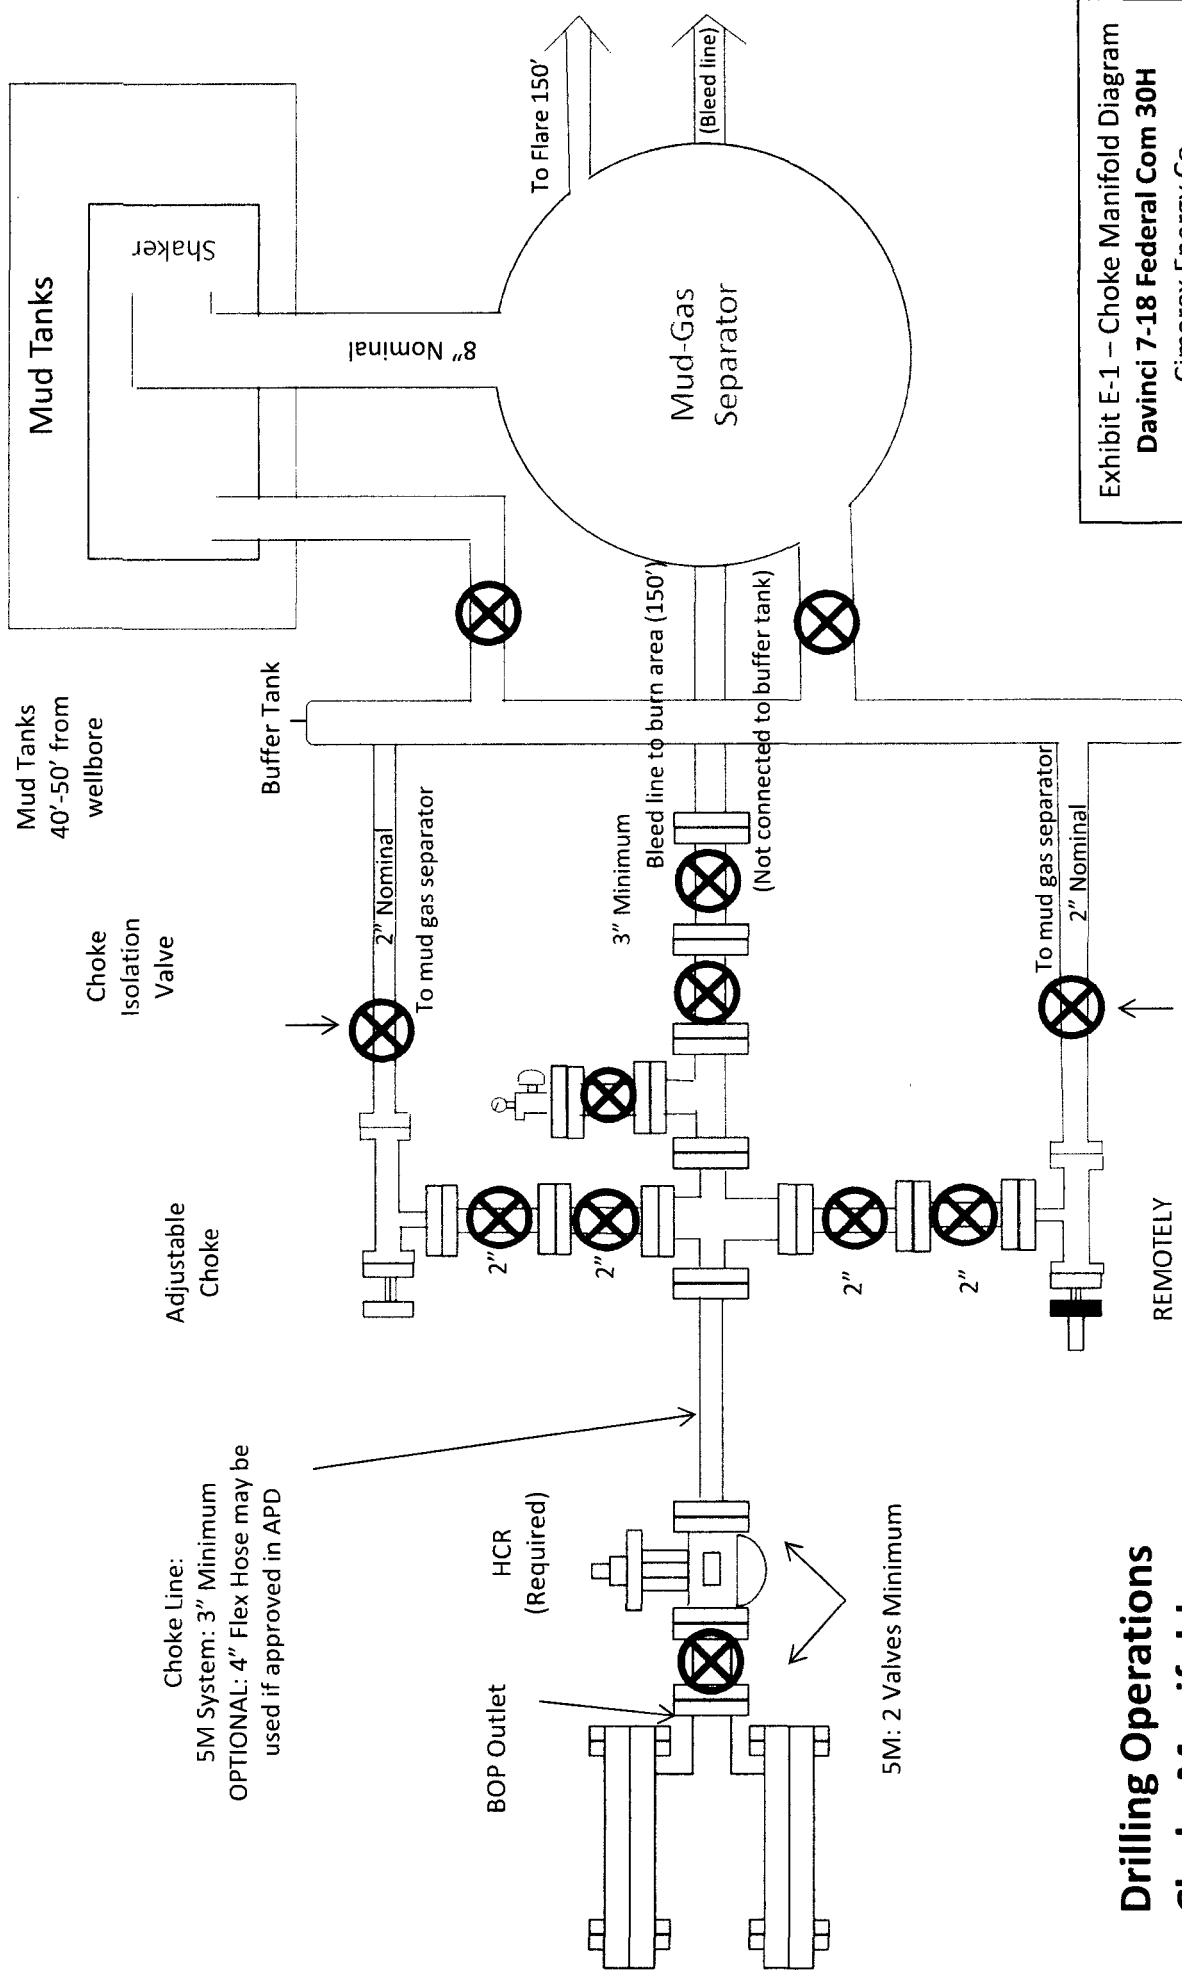 Mud Tanks
Shaker
8" Nominal
To Flare 150'
(Bleed line)
Mud-Gas
Separator
Mud Tanks
40'-50' from
wellbore
Buffer Tank
Bleed line to burn area (150')
(Not connected to buffer tank)
Choke
Isolation
Valve
2" Nominal
To mud gas separator
3" Minimum
To mud gas separator
2" Nominal
Adjustable
Choke
2"
2"
2"
2"
REMOTELY
Choke Line:
5M System: 3" Minimum
OPTIONAL: 4" Flex Hose may be
used if approved in APD
HCR
(Required)
BOP Outlet
5M: 2 Valves Minimum
Drilling Operations
Exhibit E-1 – Choke Manifold Diagram
Davinci 7-18 Federal Com 30H